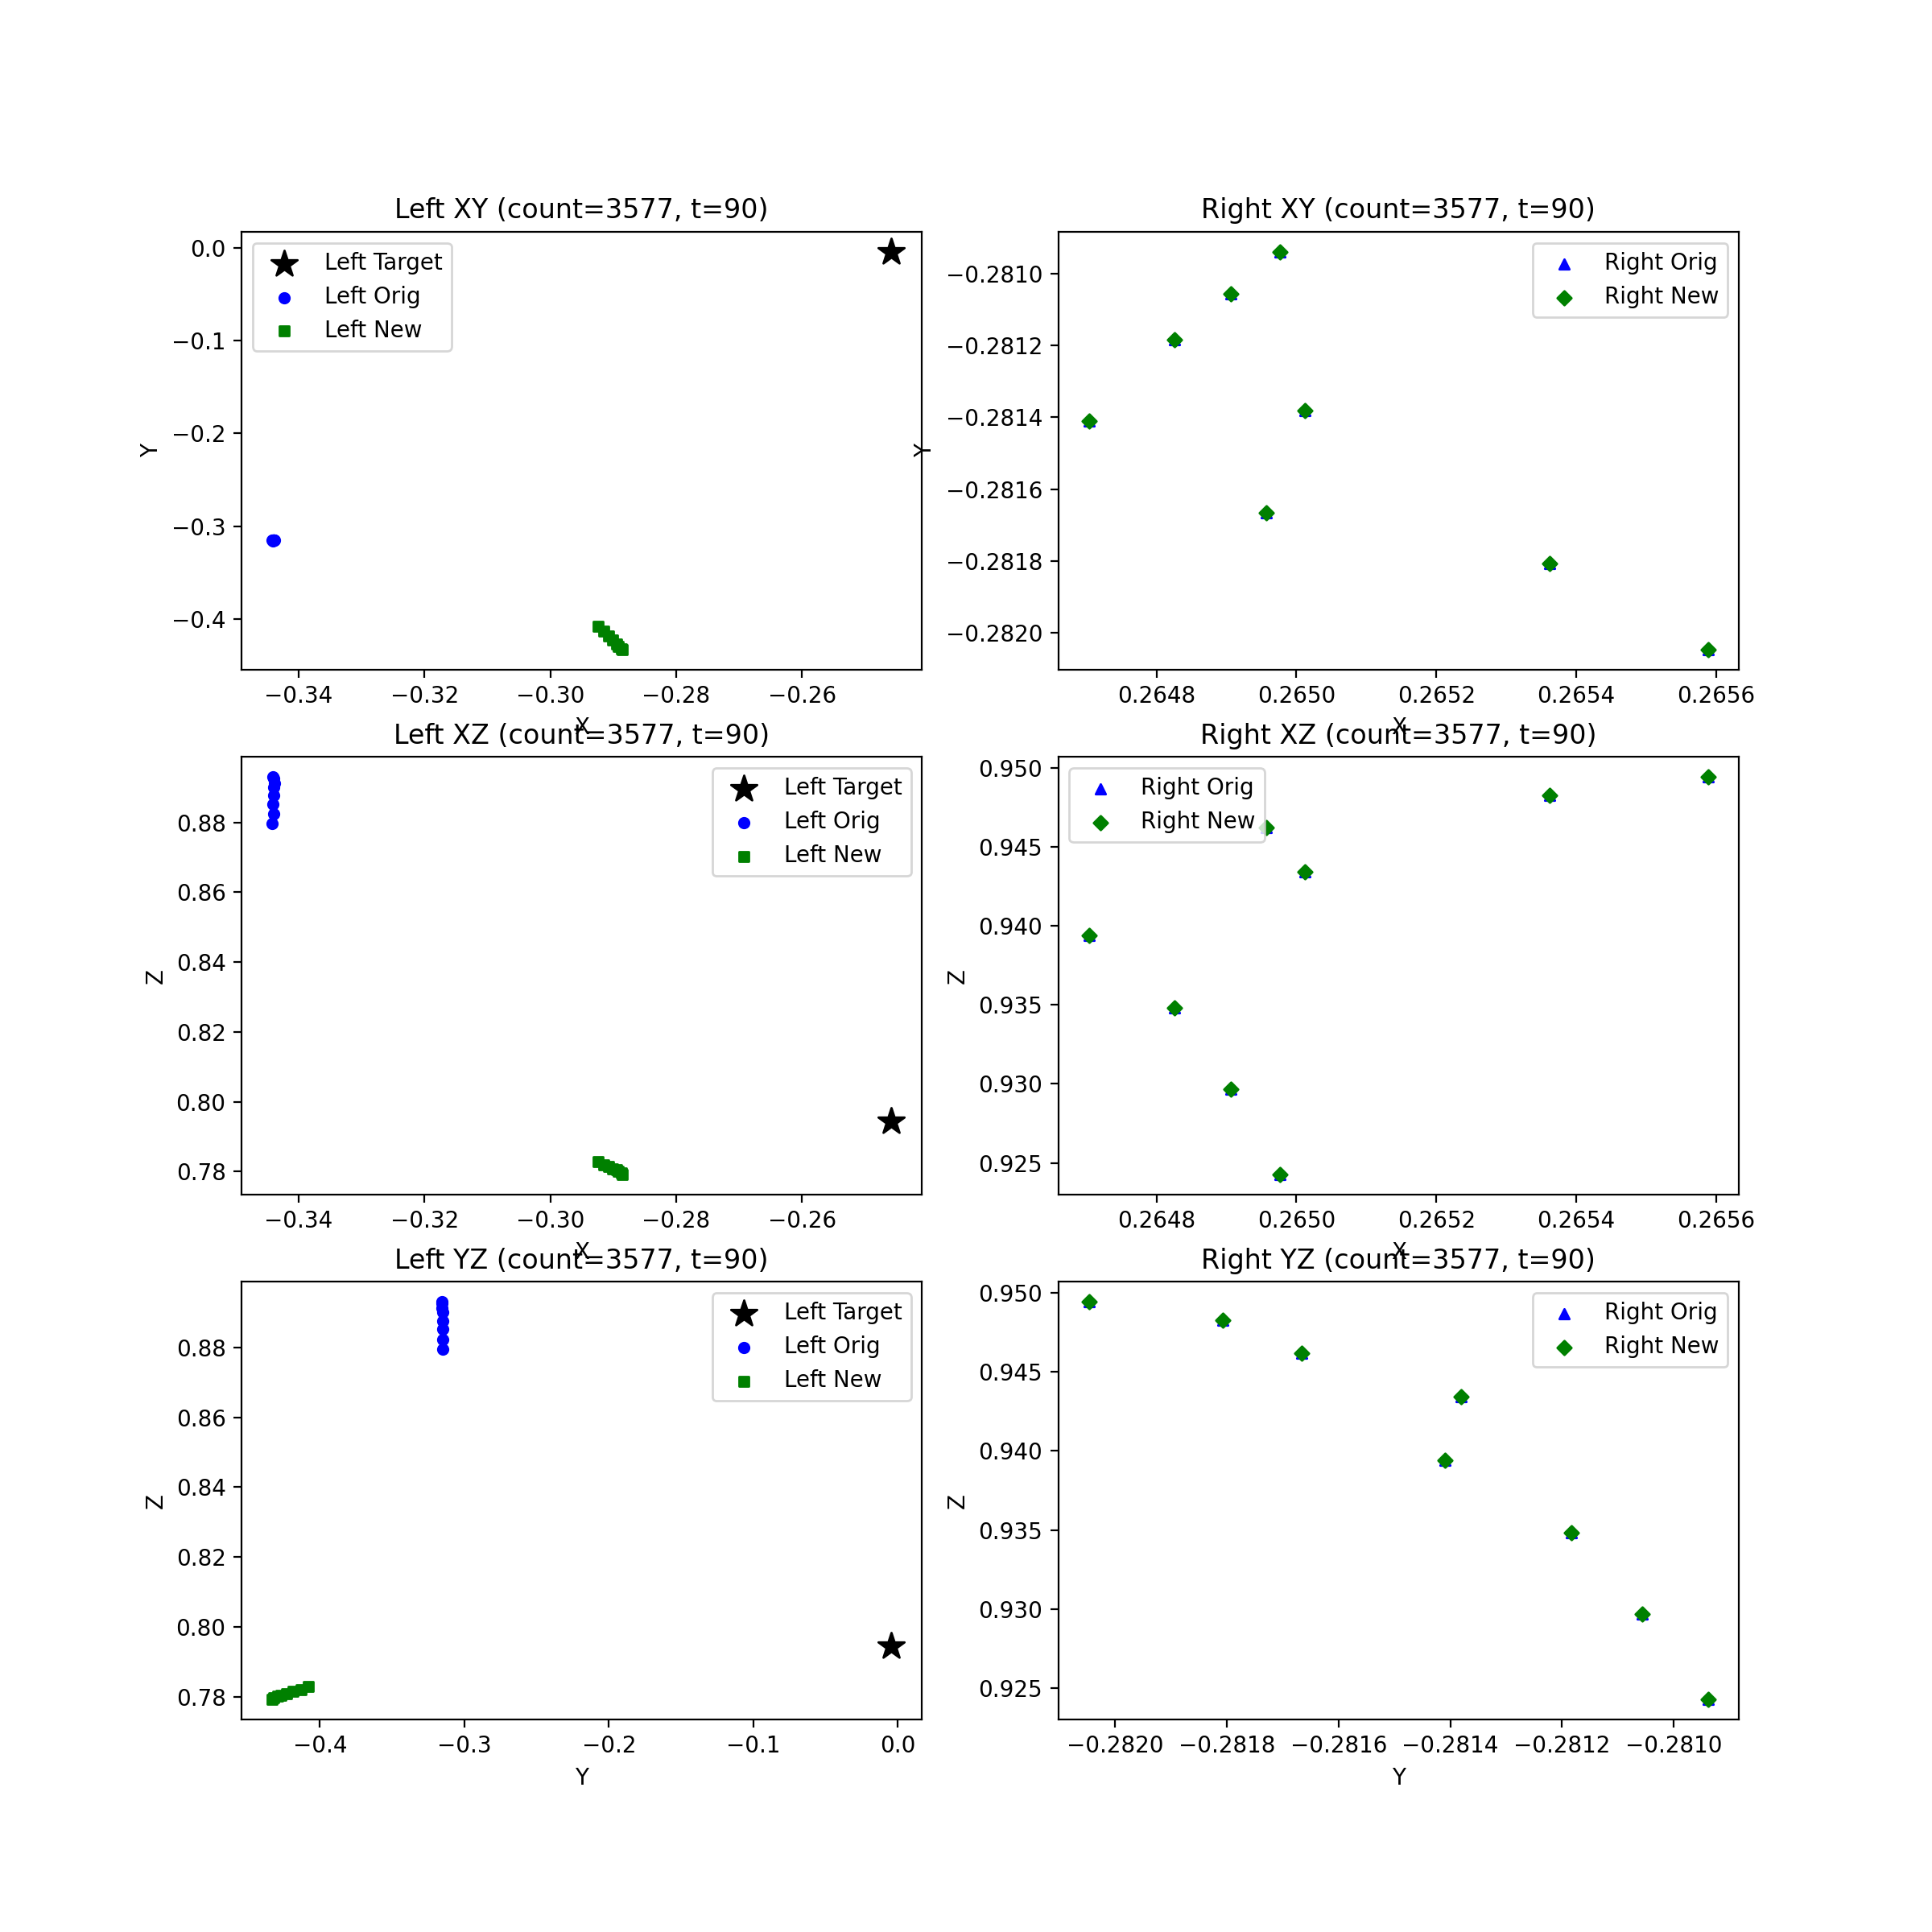 Left XY (count=3577, t=90)
Left Target
Left Orig
Left New
0.0
−0.1
−0.2
−0.3
−0.4
Y
−0.34
−0.32
−0.30
−0.28
−0.26
X
Right XY (count=3577, t=90)
Right Orig
Right New
−0.2810
−0.2812
−0.2814
−0.2816
−0.2818
−0.2820
Y
0.2648
0.2650
0.2652
0.2654
0.2656
X
Left XZ (count=3577, t=90)
Left Target
Left Orig
Left New
0.88
0.86
0.84
0.82
0.80
0.78
Z
−0.34
−0.32
−0.30
−0.28
−0.26
X
Right XZ (count=3577, t=90)
Right Orig
Right New
0.950
0.945
0.940
0.935
0.930
0.925
Z
0.2648
0.2650
0.2652
0.2654
0.2656
X
Left YZ (count=3577, t=90)
Left Target
Left Orig
Left New
0.88
0.86
0.84
0.82
0.80
0.78
Z
−0.4
−0.3
−0.2
−0.1
0.0
Y
Right YZ (count=3577, t=90)
Right Orig
Right New
0.950
0.945
0.940
0.935
0.930
0.925
Z
−0.2820
−0.2818
−0.2816
−0.2814
−0.2812
−0.2810
Y